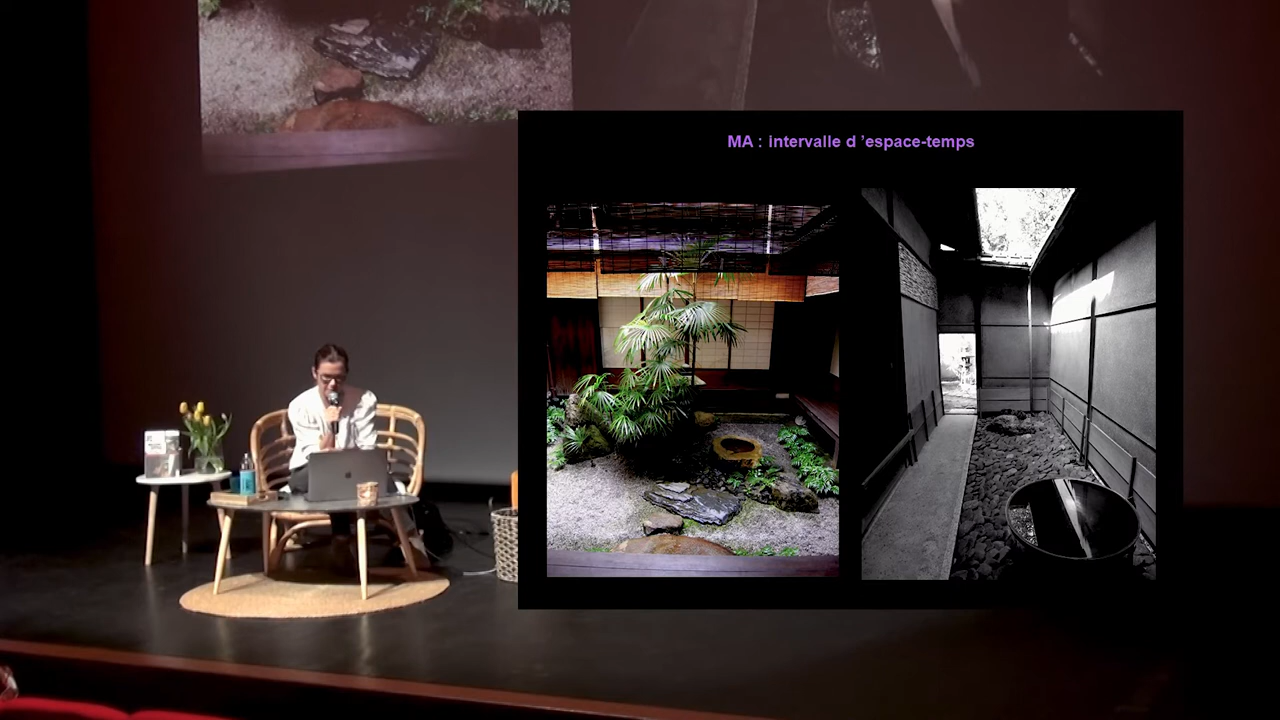 MA : intervalle d ’espace-temps